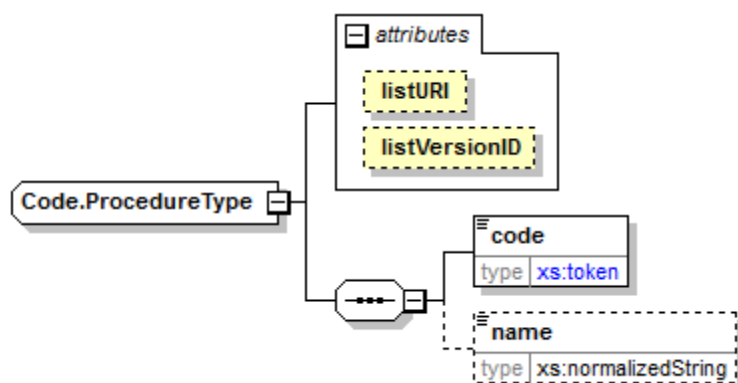 attributes
listURI
listVersionID
Code.ProcedureType
code
type xs:token
name
type xs:normalizedString